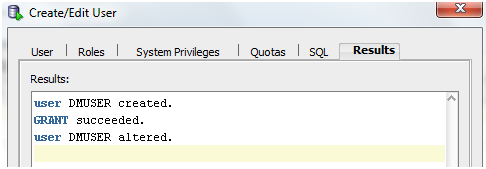 Create/Edit User
User Roles System Privileges Quotas SQL Results
Results:
user DMUSER created.
GRANT succeeded.
user DMUSER altered.